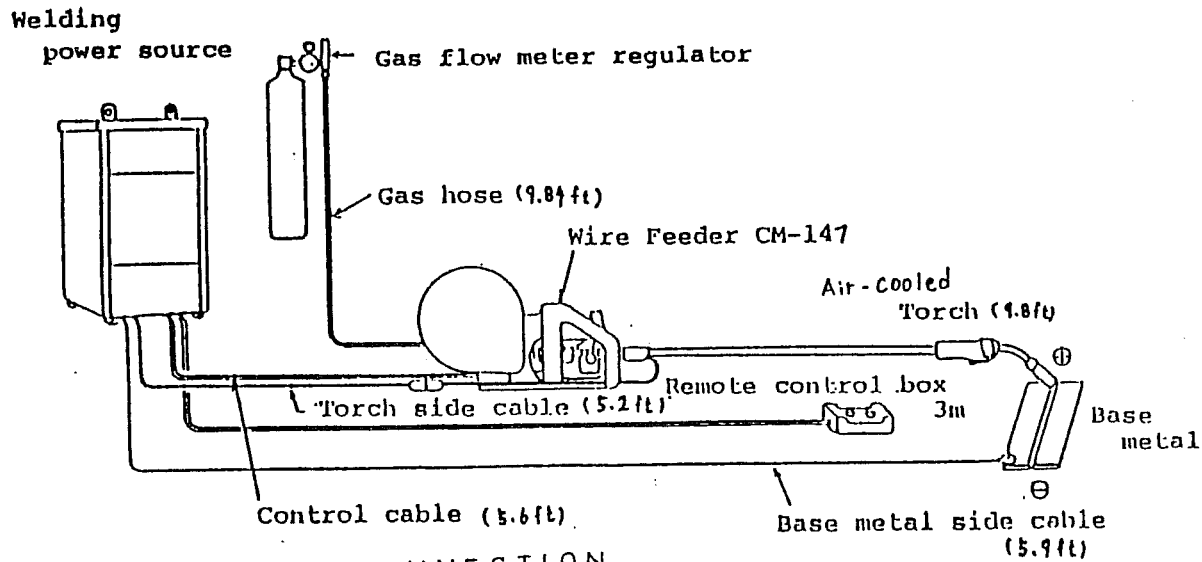 Welding
power source
Gas flow meter regulator
Gas hose (9.84ft)
Wire Feeder CM-147
Air-Cooled
Torch (9.8ft)
⊕
Torch side cable (5.2ft)
Remote control box
3m
Base
metal
⊖
Control cable (5.6ft)
Base metal side cable
(5.9ft)